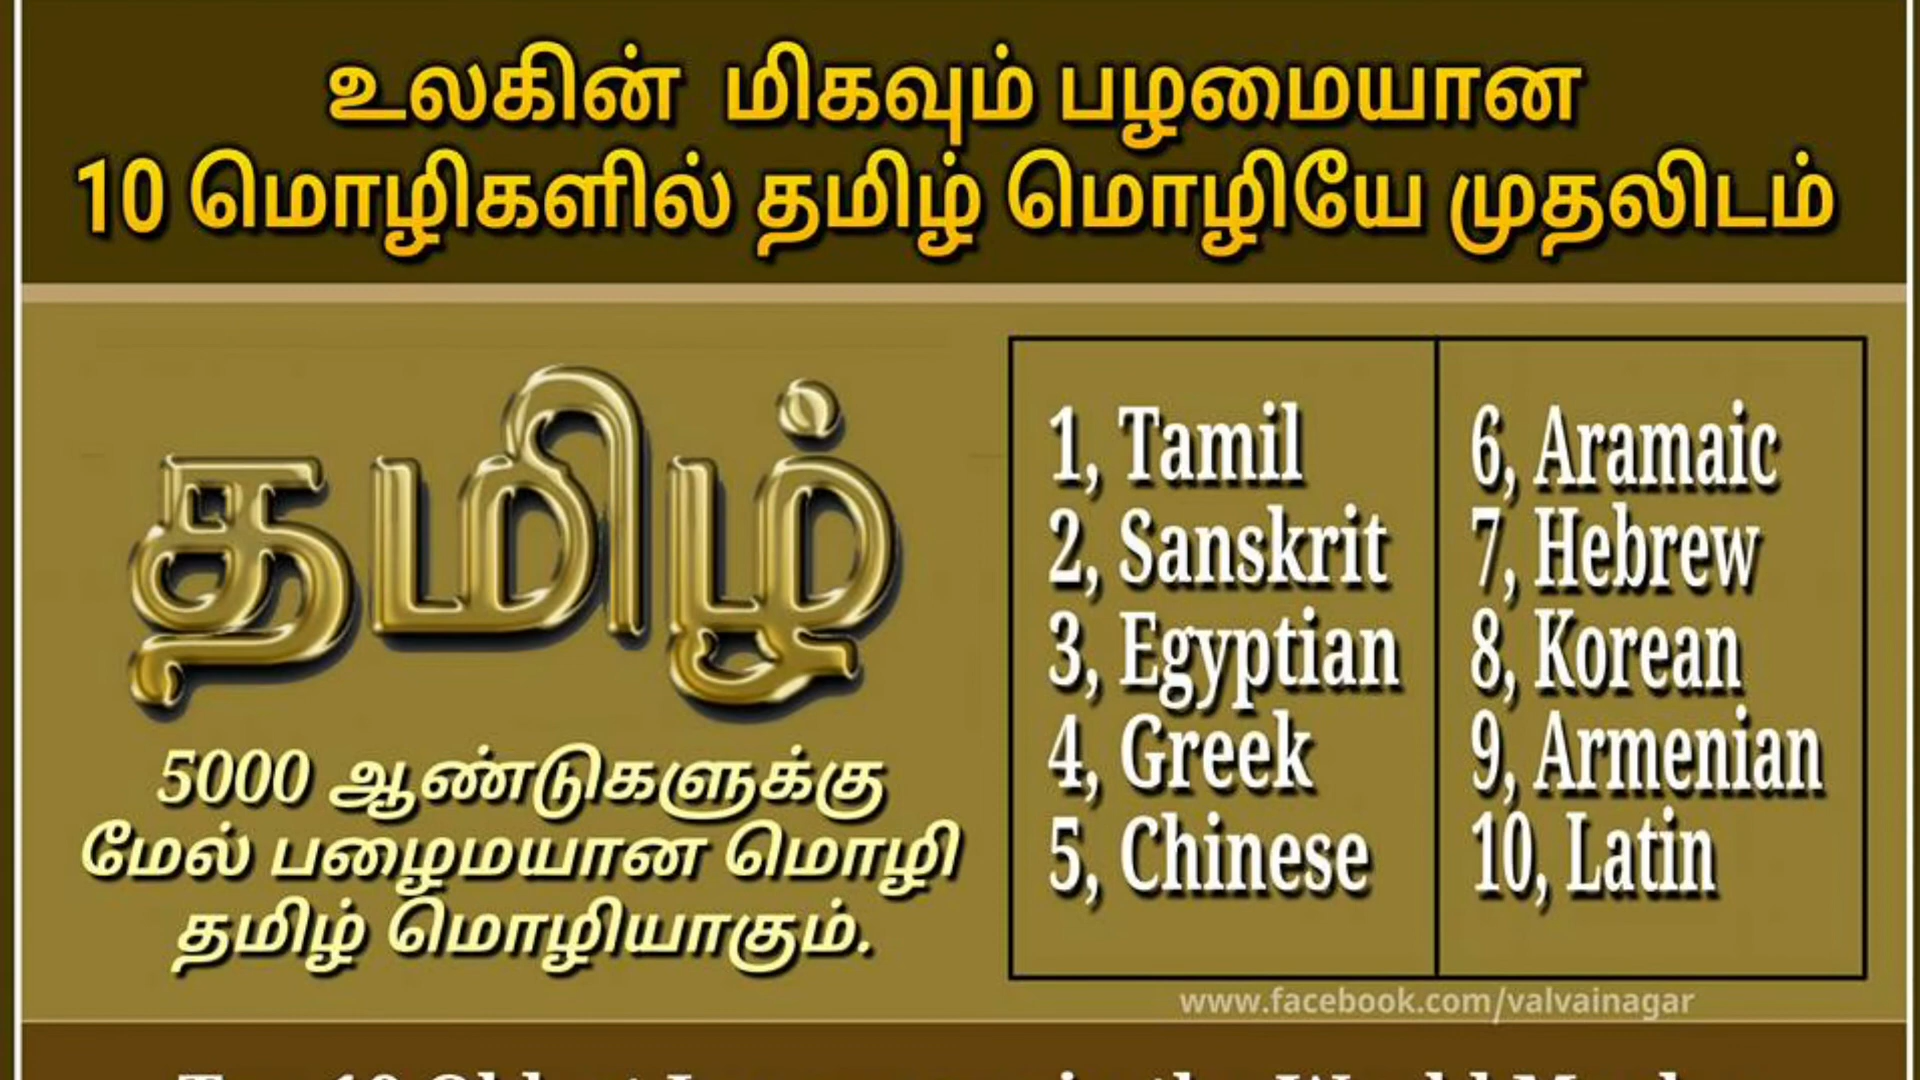 உலகின் மிகவும் பழமையான
10 மொழிகளில் தமிழ் மொழியே முதலிடம்
தமிழ்
5000 ஆண்டுகளுக்கு
மேல் பழைமயான மொழி
தமிழ் மொழியாகும்.
1, Tamil
2, Sanskrit
3, Egyptian
4, Greek
5, Chinese
6, Aramaic
7, Hebrew
8, Korean
9, Armenian
10, Latin
www.facebook.com/valvainagar